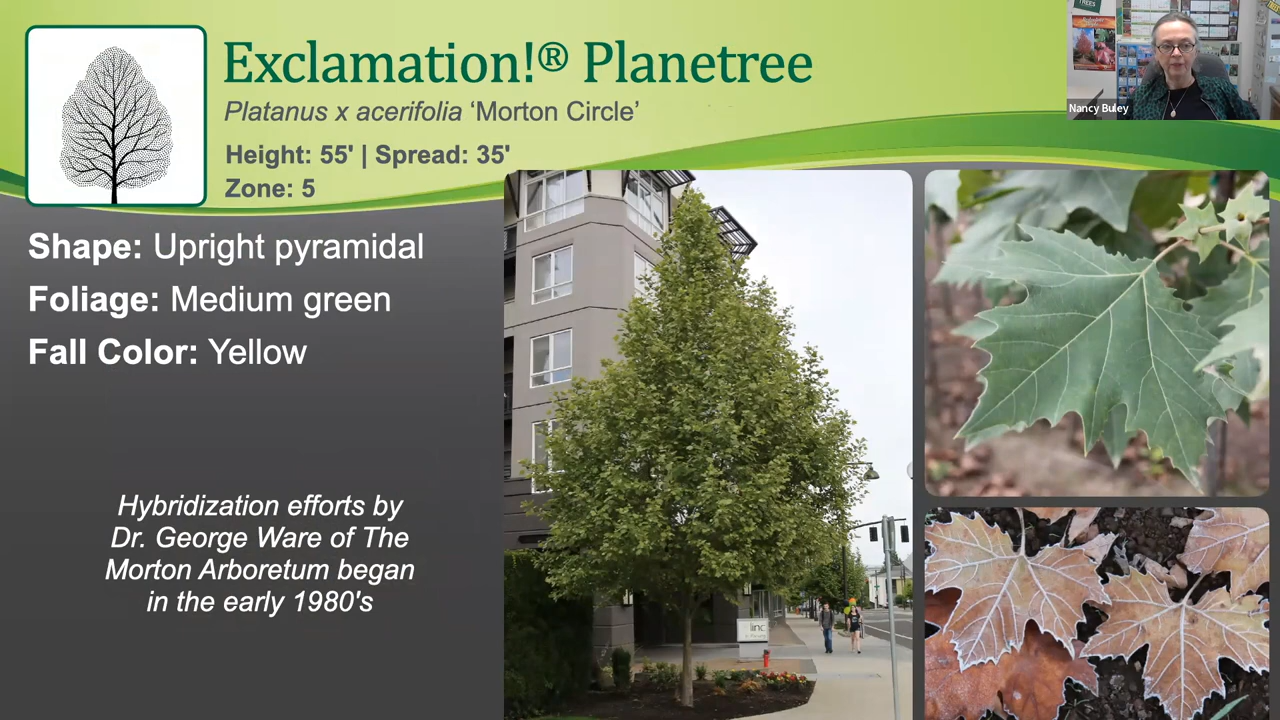 Exclamation!® Planetree
Platanus x acerifolia ‘Morton Circle’
Height: 55' | Spread: 35'
Zone: 5
Shape: Upright pyramidal
Foliage: Medium green
Fall Color: Yellow
Hybridization efforts by
Dr. George Ware of The
Morton Arboretum began
in the early 1980's
TREES
Nancy Buley
linc